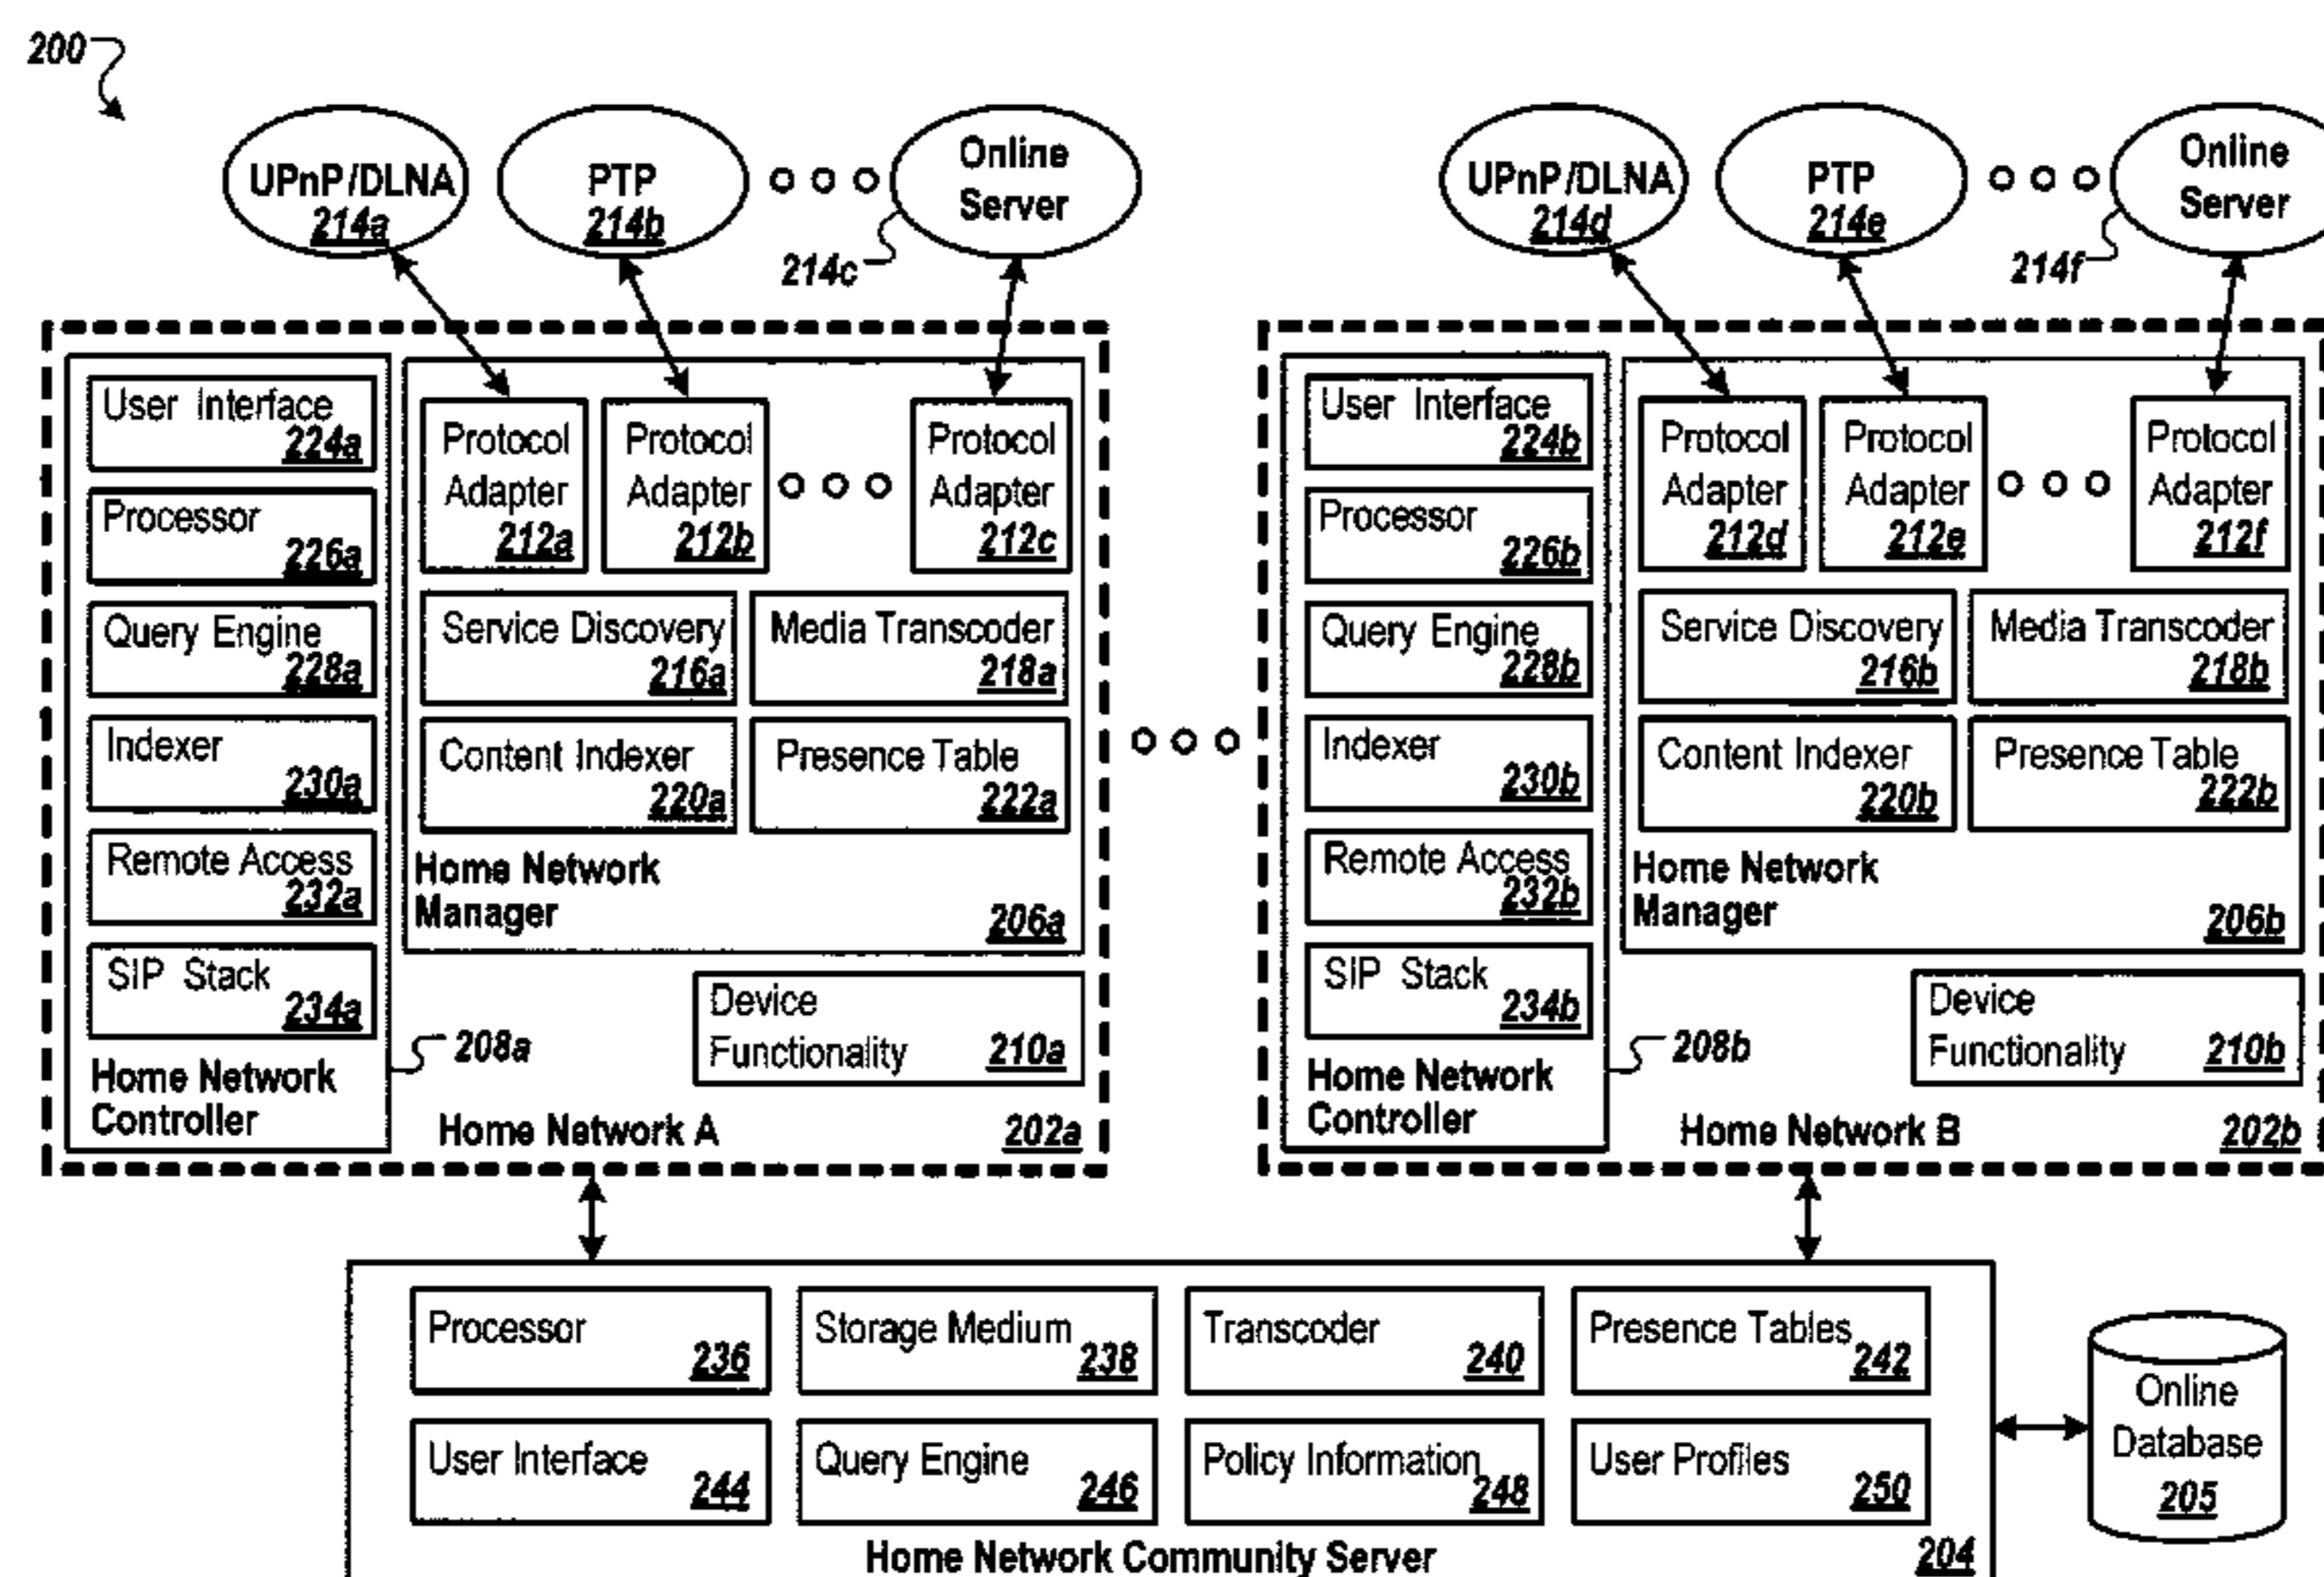 200
UPnP/DLNA
214a
PTP
214b
Online
Server
214c
UPnP/DLNA
214d
PTP
214e
Online
Server
214f
User Interface
224a
Processor
226a
Query Engine
228a
Indexer
230a
Remote Access
232a
SIP Stack
234a
Home Network
Controller
208a
Protocol
Adapter
212a
Protocol
Adapter
212b
Protocol
Adapter
212c
Service Discovery
216a
Media Transcoder
218a
Content Indexer
220a
Presence Table
222a
Home Network
Manager
206a
Device
Functionality
210a
Home Network A
202a
User Interface
224b
Processor
226b
Query Engine
228b
Indexer
230b
Remote Access
232b
SIP Stack
234b
Home Network
Controller
208b
Protocol
Adapter
212d
Protocol
Adapter
212e
Protocol
Adapter
212f
Service Discovery
216b
Media Transcoder
218b
Content Indexer
220b
Presence Table
222b
Home Network
Manager
206b
Device
Functionality
210b
Home Network B
202b
Processor
236
Storage Medium
238
Transcoder
240
Presence Tables
242
User Interface
244
Query Engine
246
Policy Information
248
User Profiles
250
Home Network Community Server
204
Online
Database
205